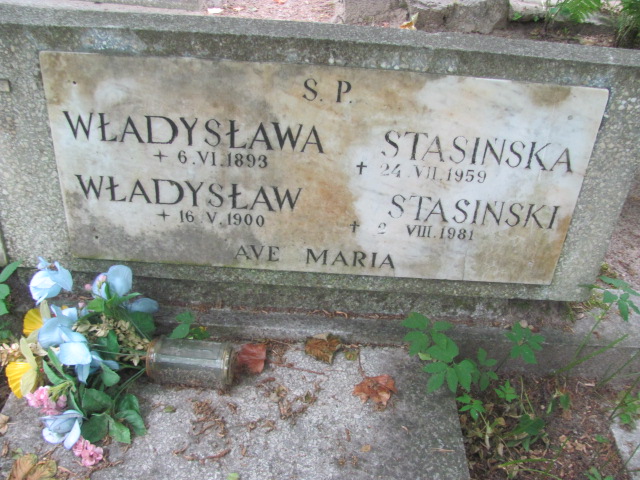 S. P.
WŁADYSŁAWA STASINSKA
+ 6. VI. 1893 † 24. VII. 1959
WŁADYSŁAW STASINSKI
+ 16 V. 1900 † 2 VIII. 1981
AVE MARIA